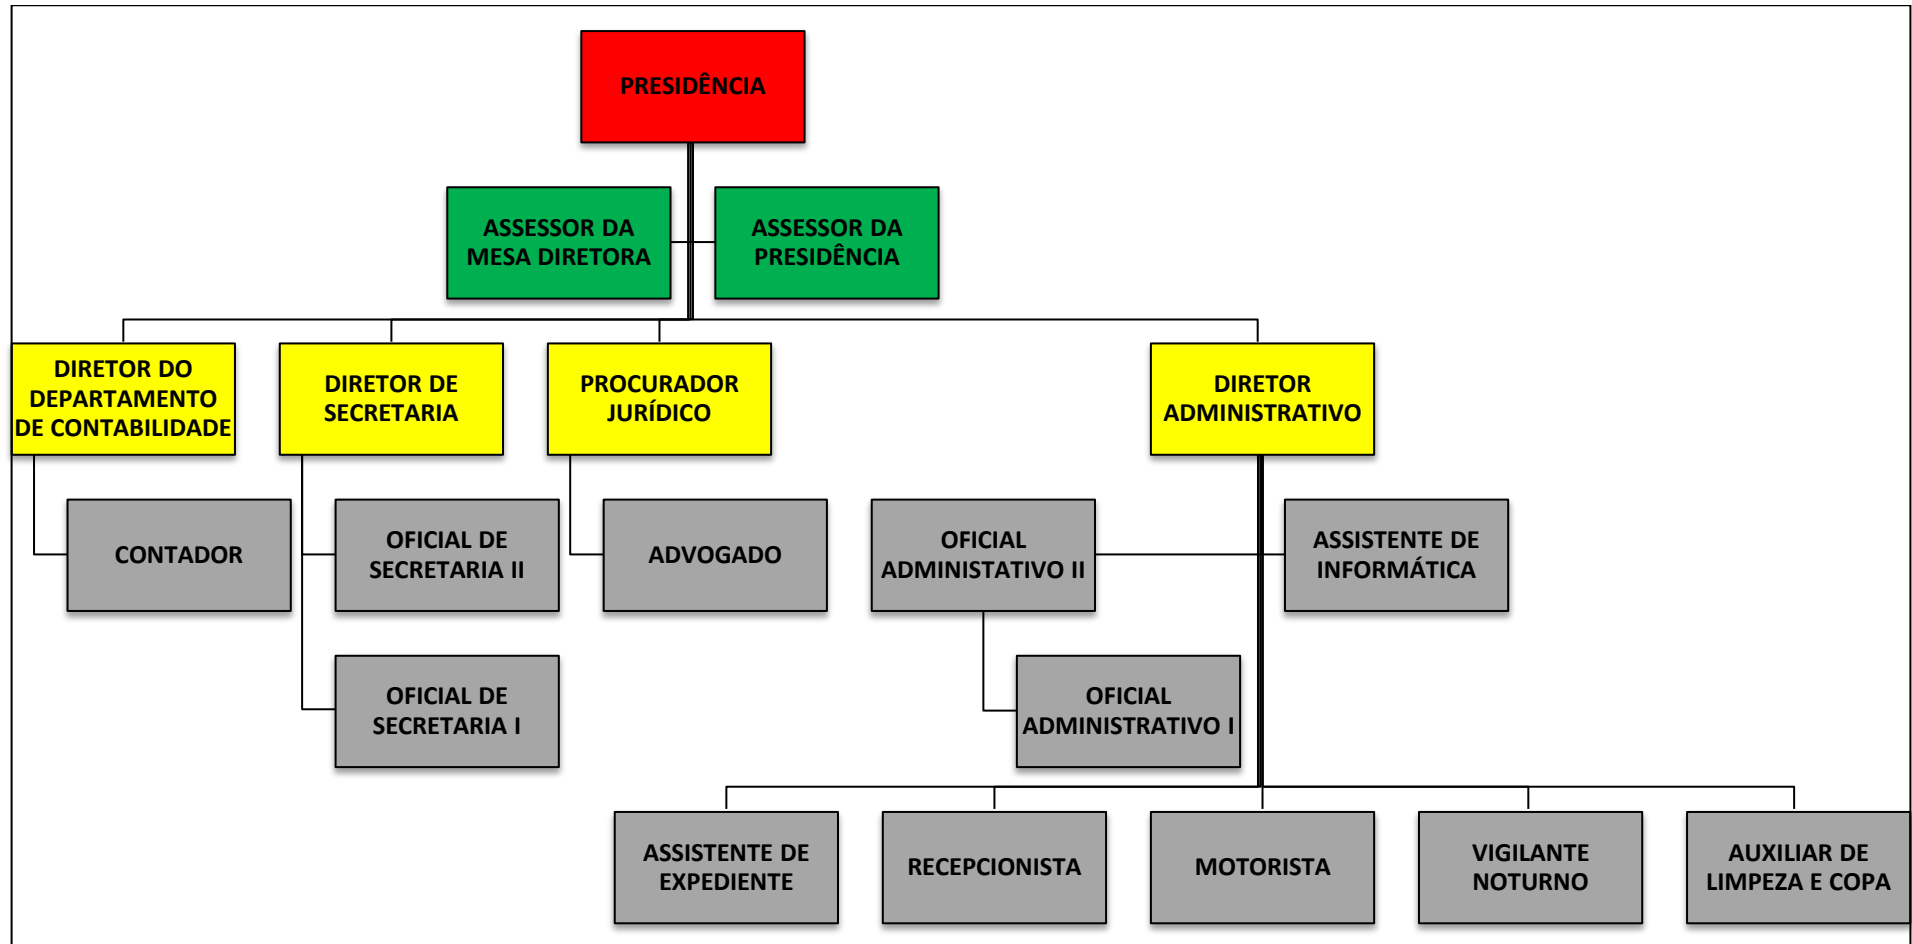 PRESIDÊNCIA
ASSESSOR DA
MESA DIRETORA
ASSESSOR DA
PRESIDÊNCIA
DIRETOR DO
DEPARTAMENTO
DE CONTABILIDADE
DIRETOR DE
SECRETARIA
PROCURADOR
JURÍDICO
DIRETOR
ADMINISTRATIVO
CONTADOR
OFICIAL DE
SECRETARIA II
ADVOGADO
OFICIAL
ADMINISTATIVO II
ASSISTENTE DE
INFORMÁTICA
OFICIAL DE
SECRETARIA I
OFICIAL
ADMINISTRATIVO I
ASSISTENTE DE
EXPEDIENTE
RECEPCIONISTA
MOTORISTA
VIGILANTE
NOTURNO
AUXILIAR DE
LIMPEZA E COPA